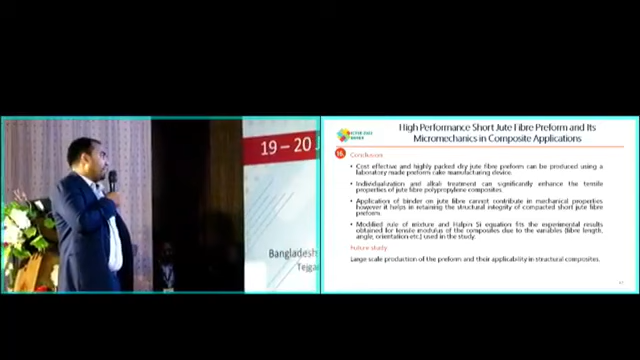 19 – 20 J
Bangladesh
Tejga
High Performance Short Jute Fibre Preform and Its
Micromechanics in Composite Applications
16.
Conclusion
• Cost effective and highly packed dry jute fibre preform can be produced using a
laboratory made preform cake manufacturing device.
• Individualization and alkali treatment can significantly enhance the tensile
properties of jute fibre polypropylene composites.
• Application of binder on jute fibre cannot contribute in mechanical properties
however it helps in retaining the structural integrity of compacted short jute fibre
preform.
• Modified rule of mixture and Halpin Si equation fits the experimental results
obtained for tensile modulus of the composites due to the variables (fibre length,
angle, orientation etc.) used in the study.
Future study
Large scale production of the preform and their applicability in structural composites.